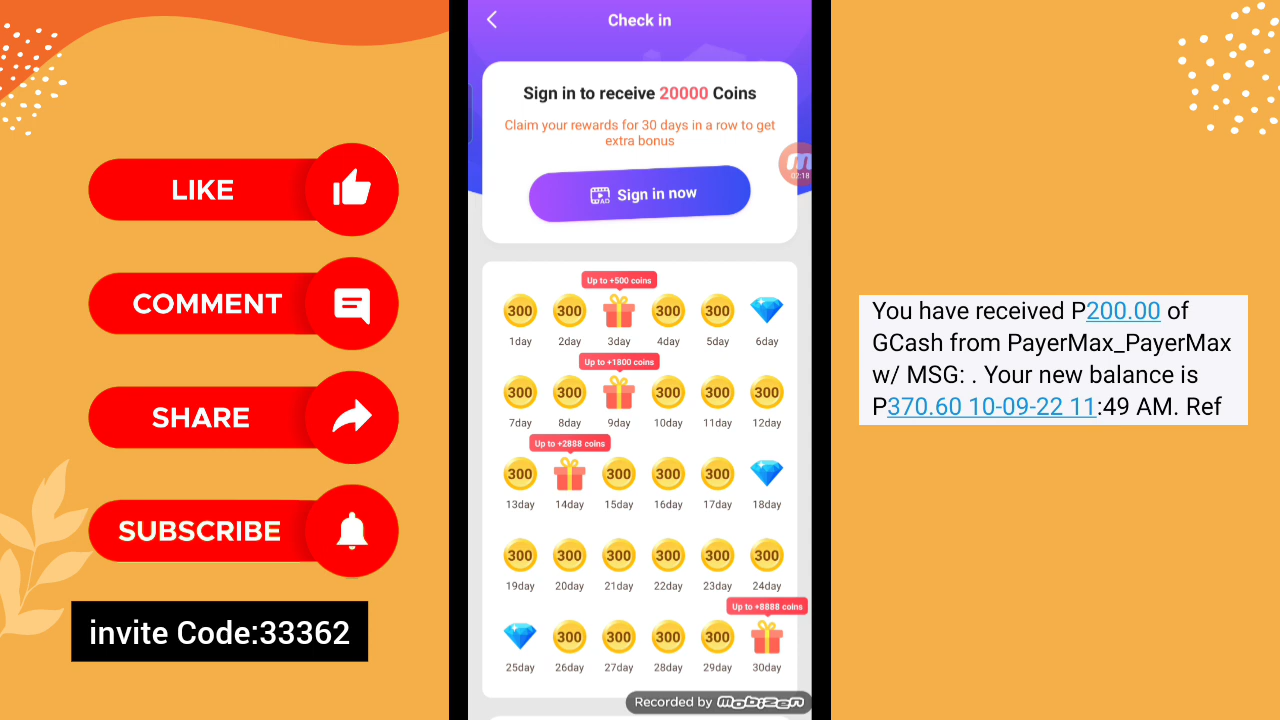 LIKE
COMMENT
SHARE
SUBSCRIBE
invite Code:33362
Check in
Sign in to receive 20000 Coins
Claim your rewards for 30 days in a row to get
extra bonus
02:18
AD Sign in now
Up to +500 coins
300 300 300 300
1day 2day 3day 4day 5day 6day
Up to +1800 coins
300 300 300 300 300
7day 8day 9day 10day 11day 12day
Up to +2888 coins
300 300 300 300
13day 14day 15day 16day 17day 18day
300 300 300 300 300 300
19day 20day 21day 22day 23day 24day
Up to +8888 coins
300 300 300 300
25day 26day 27day 28day 29day 30day
Recorded by mobizen
You have received P200.00 of
GCash from PayerMax_PayerMax
w/ MSG: . Your new balance is
P370.60 10-09-22 11:49 AM. Ref